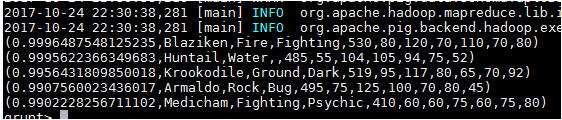 2017-10-24 22:30:38,281 [main] INFO  org.apache.hadoop.mapreduce.lib.i
2017-10-24 22:30:38,281 [main] INFO  org.apache.pig.backend.hadoop.exe
(0.9996487548125235,Blaziken,Fire,Fighting,530,80,120,70,110,70,80)
(0.9995622366349683,Huntail,Water,,485,55,104,105,94,75,52)
(0.9956431809850018,Krookodile,Ground,Dark,519,95,117,80,65,70,92)
(0.9907560023436017,Armaldo,Rock,Bug,495,75,125,100,70,80,45)
(0.9902228256711102,Medicham,Fighting,Psychic,410,60,60,75,60,75,80)
grunt>